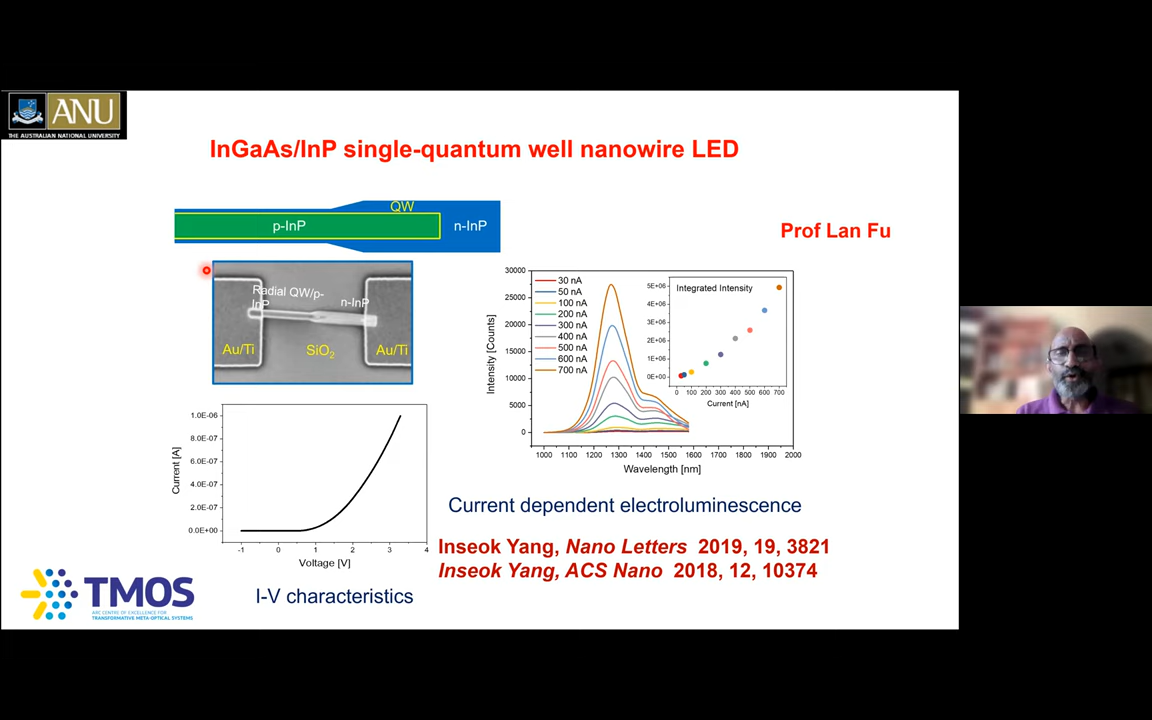 ANU
THE AUSTRALIAN NATIONAL UNIVERSITY
InGaAs/InP single-quantum well nanowire LED
QW
p-InP
n-InP
Prof Lan Fu
Radial QW/p-
InP
n-InP
Au/Ti
SiO2
Au/Ti
30000
25000
20000
15000
10000
5000
0
Intensity [Counts]
30 nA
50 nA
100 nA
200 nA
300 nA
400 nA
500 nA
600 nA
700 nA
Integrated Intensity
5E+06
4E+06
3E+06
2E+06
1E+06
0E+00
0 100 200 300 400 500 600 700
Current [nA]
1000 1100 1200 1300 1400 1500 1600 1700 1800 1900 2000
Wavelength [nm]
Current dependent electroluminescence
1.0E-06
8.0E-07
6.0E-07
4.0E-07
2.0E-07
0.0E+00
Current [A]
-1 0 1 2 3 4
Voltage [V]
I-V characteristics
Inseok Yang, Nano Letters 2019, 19, 3821
Inseok Yang, ACS Nano 2018, 12, 10374
TMOS
ARC CENTRE OF EXCELLENCE FOR
TRANSFORMATIVE META-OPTICAL SYSTEMS